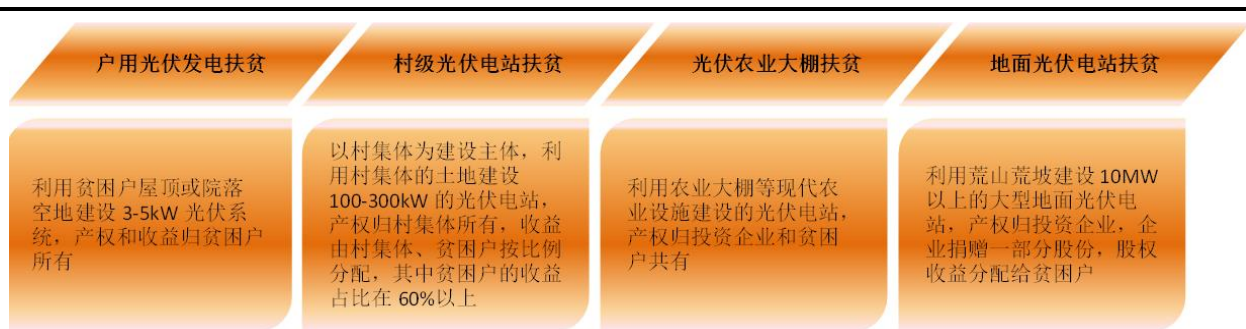 户用光伏发电扶贫
村级光伏电站扶贫
光伏农业大棚扶贫
地面光伏电站扶贫
利用贫困户屋顶或院落
空地建设 3-5kW 光伏系
统，产权和收益归贫困户
所有
以村集体为建设主体，利
用村集体的土地建设
100-300kW 的光伏电站，
产权归村集体所有，收益
由村集体、贫困户按比例
分配，其中贫困户的收益
占比在 60%以上
利用农业大棚等现代农
业设施建设的光伏电站，
产权归投资企业和贫困
户共有
利用荒山荒坡建设 10MW
以上的大型地面光伏电
站，产权归投资企业，企
业捐赠一部分股份，股权
收益分配给贫困户